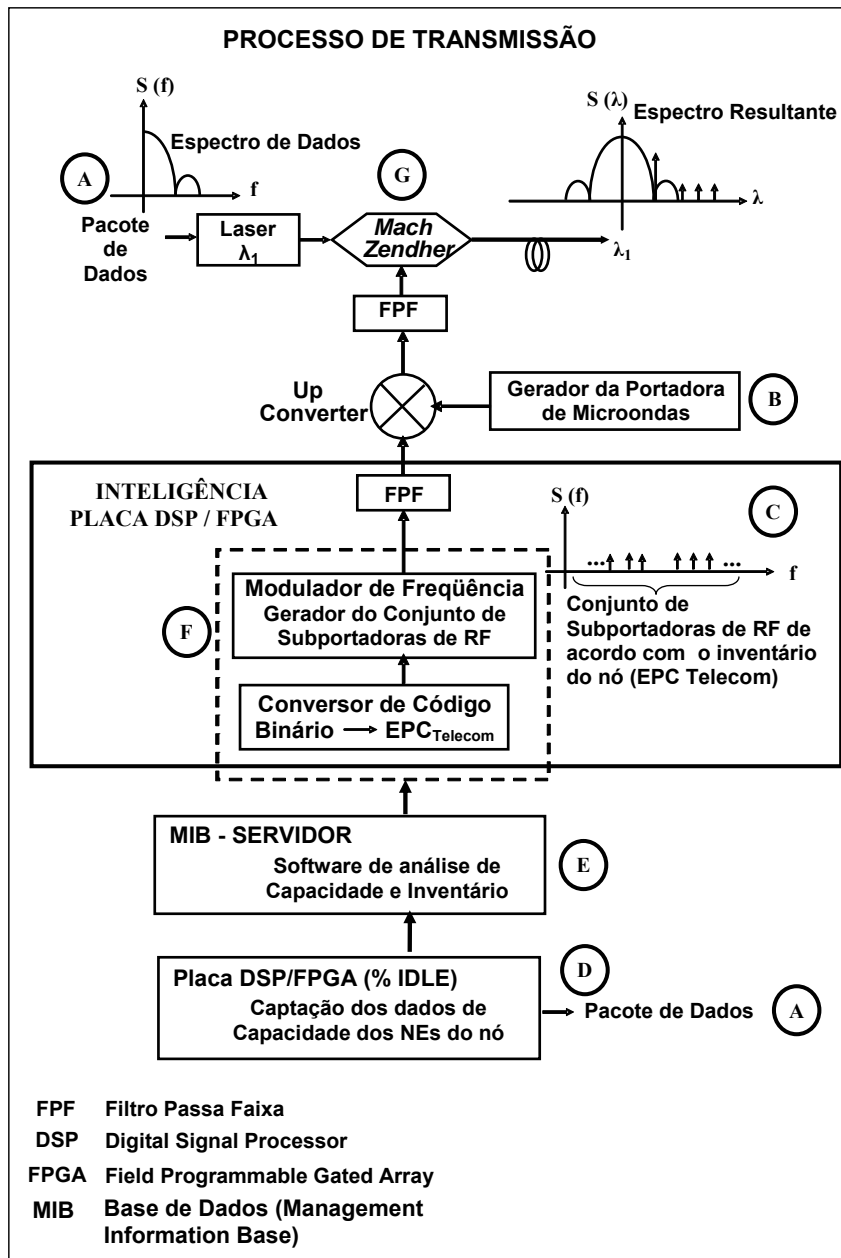 PROCESSO DE TRANSMISSÃO
S (f)
Espectro de Dados
A
f
Pacote
de
Dados
Laser
λ1
G
Mach
Zendher
S (λ)
Espectro Resultante
λ
λ1
FPF
Up
Converter
Gerador da Portadora
de Microondas
B
INTELIGÊNCIA
PLACA DSP / FPGA
FPF
S (f)
C
... ...
f
Conjunto de
Subportadoras de RF de
acordo com o inventário
do nó (EPC Telecom)
F
Modulador de Freqüência
Gerador do Conjunto de
Subportadoras de RF
Conversor de Código
Binário → EPCTelecom
MIB - SERVIDOR
Software de análise de
Capacidade e Inventário
E
Placa DSP/FPGA (% IDLE)
Captação dos dados de
Capacidade dos NEs do nó
D
Pacote de Dados
A
FPF Filtro Passa Faixa
DSP Digital Signal Processor
FPGA Field Programmable Gated Array
MIB Base de Dados (Management
Information Base)